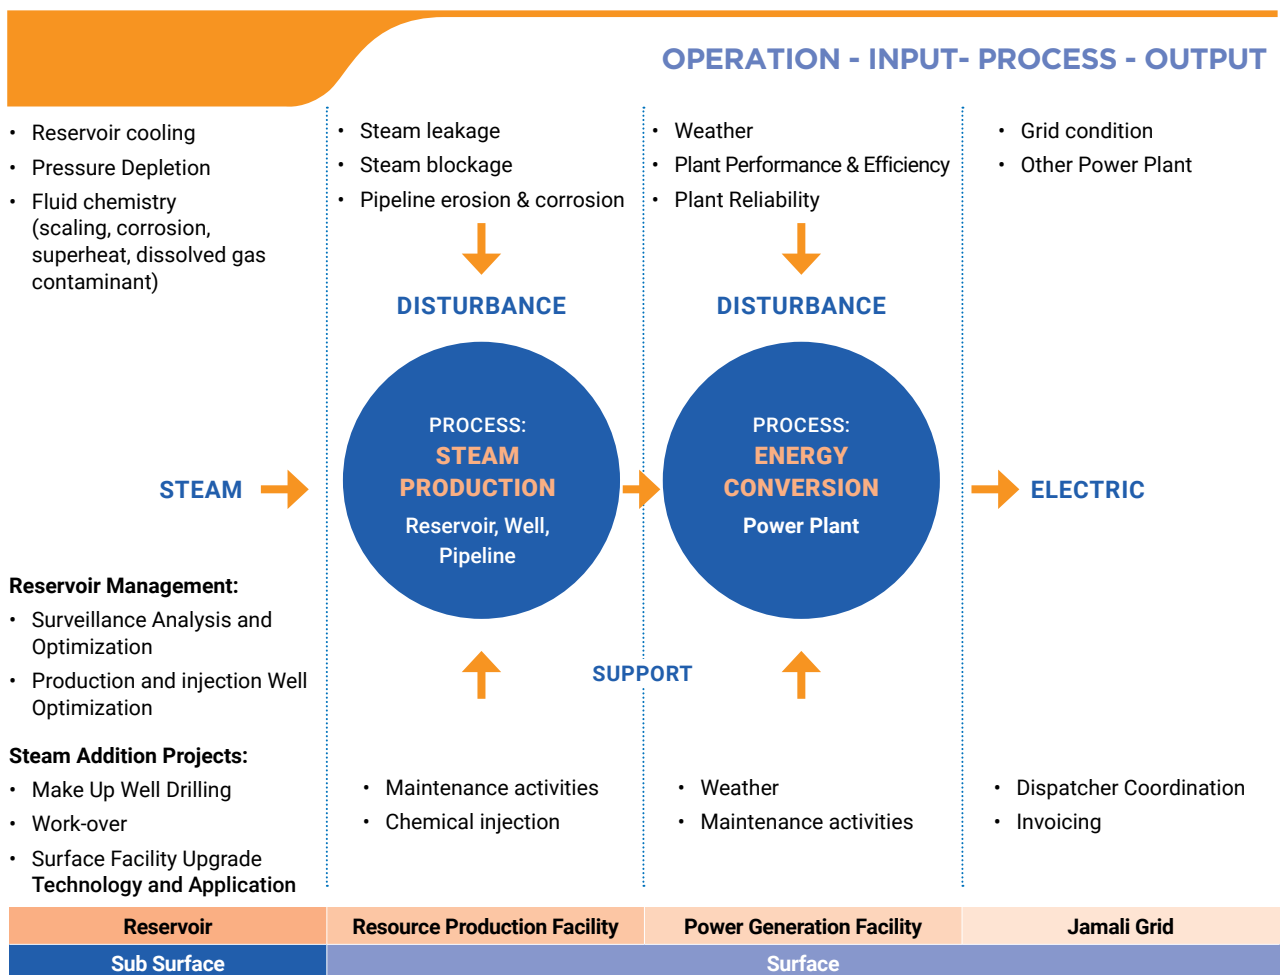 OPERATION - INPUT- PROCESS - OUTPUT
• Reservoir cooling
• Pressure Depletion
• Fluid chemistry
(scaling, corrosion,
superheat, dissolved gas
contaminant)
• Steam leakage
• Steam blockage
• Pipeline erosion & corrosion
• Weather
• Plant Performance & Efficiency
• Plant Reliability
• Grid condition
• Other Power Plant
DISTURBANCE
DISTURBANCE
STEAM
PROCESS:
STEAM
PRODUCTION
Reservoir, Well,
Pipeline
PROCESS:
ENERGY
CONVERSION
Power Plant
ELECTRIC
SUPPORT
Reservoir Management:
• Surveillance Analysis and
Optimization
• Production and injection Well
Optimization
Steam Addition Projects:
• Make Up Well Drilling
• Work-over
• Surface Facility Upgrade
Technology and Application
• Maintenance activities
• Chemical injection
• Weather
• Maintenance activities
• Dispatcher Coordination
• Invoicing
Reservoir
Resource Production Facility
Power Generation Facility
Jamali Grid
Sub Surface
Surface